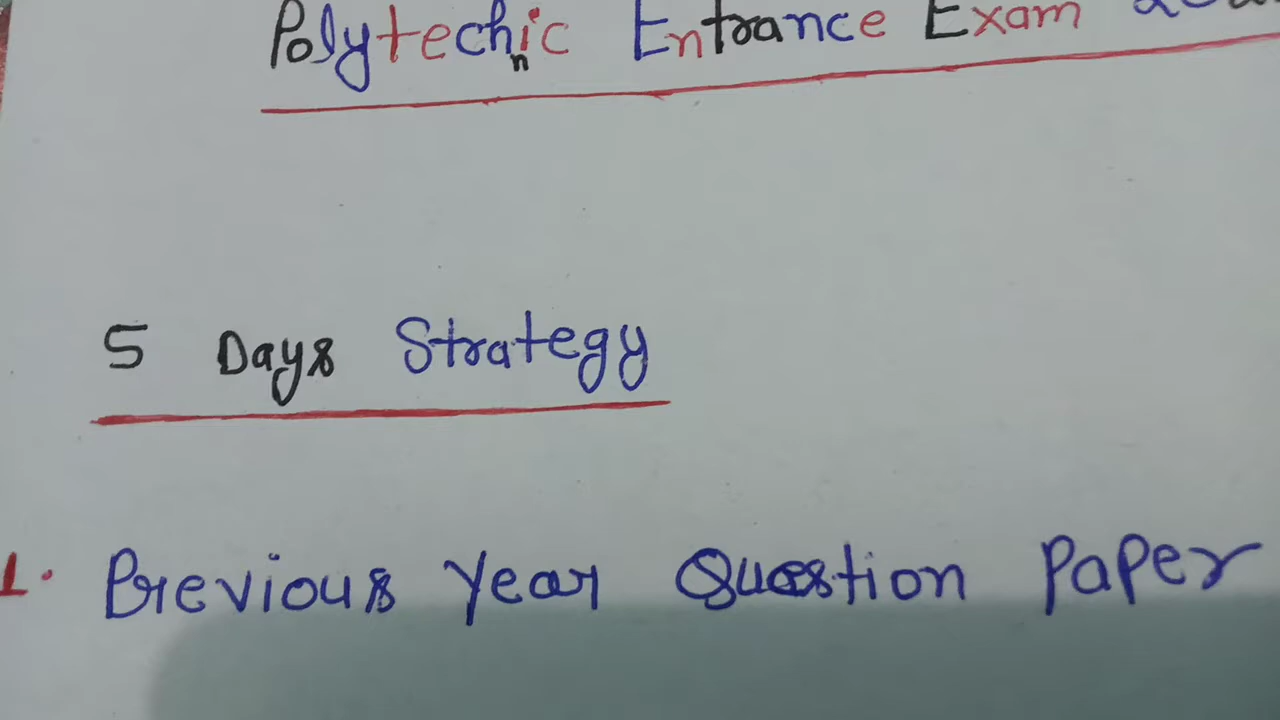 Polytechnic Entrance Exam
5 Days Strategy
1. Previous Year Question Paper